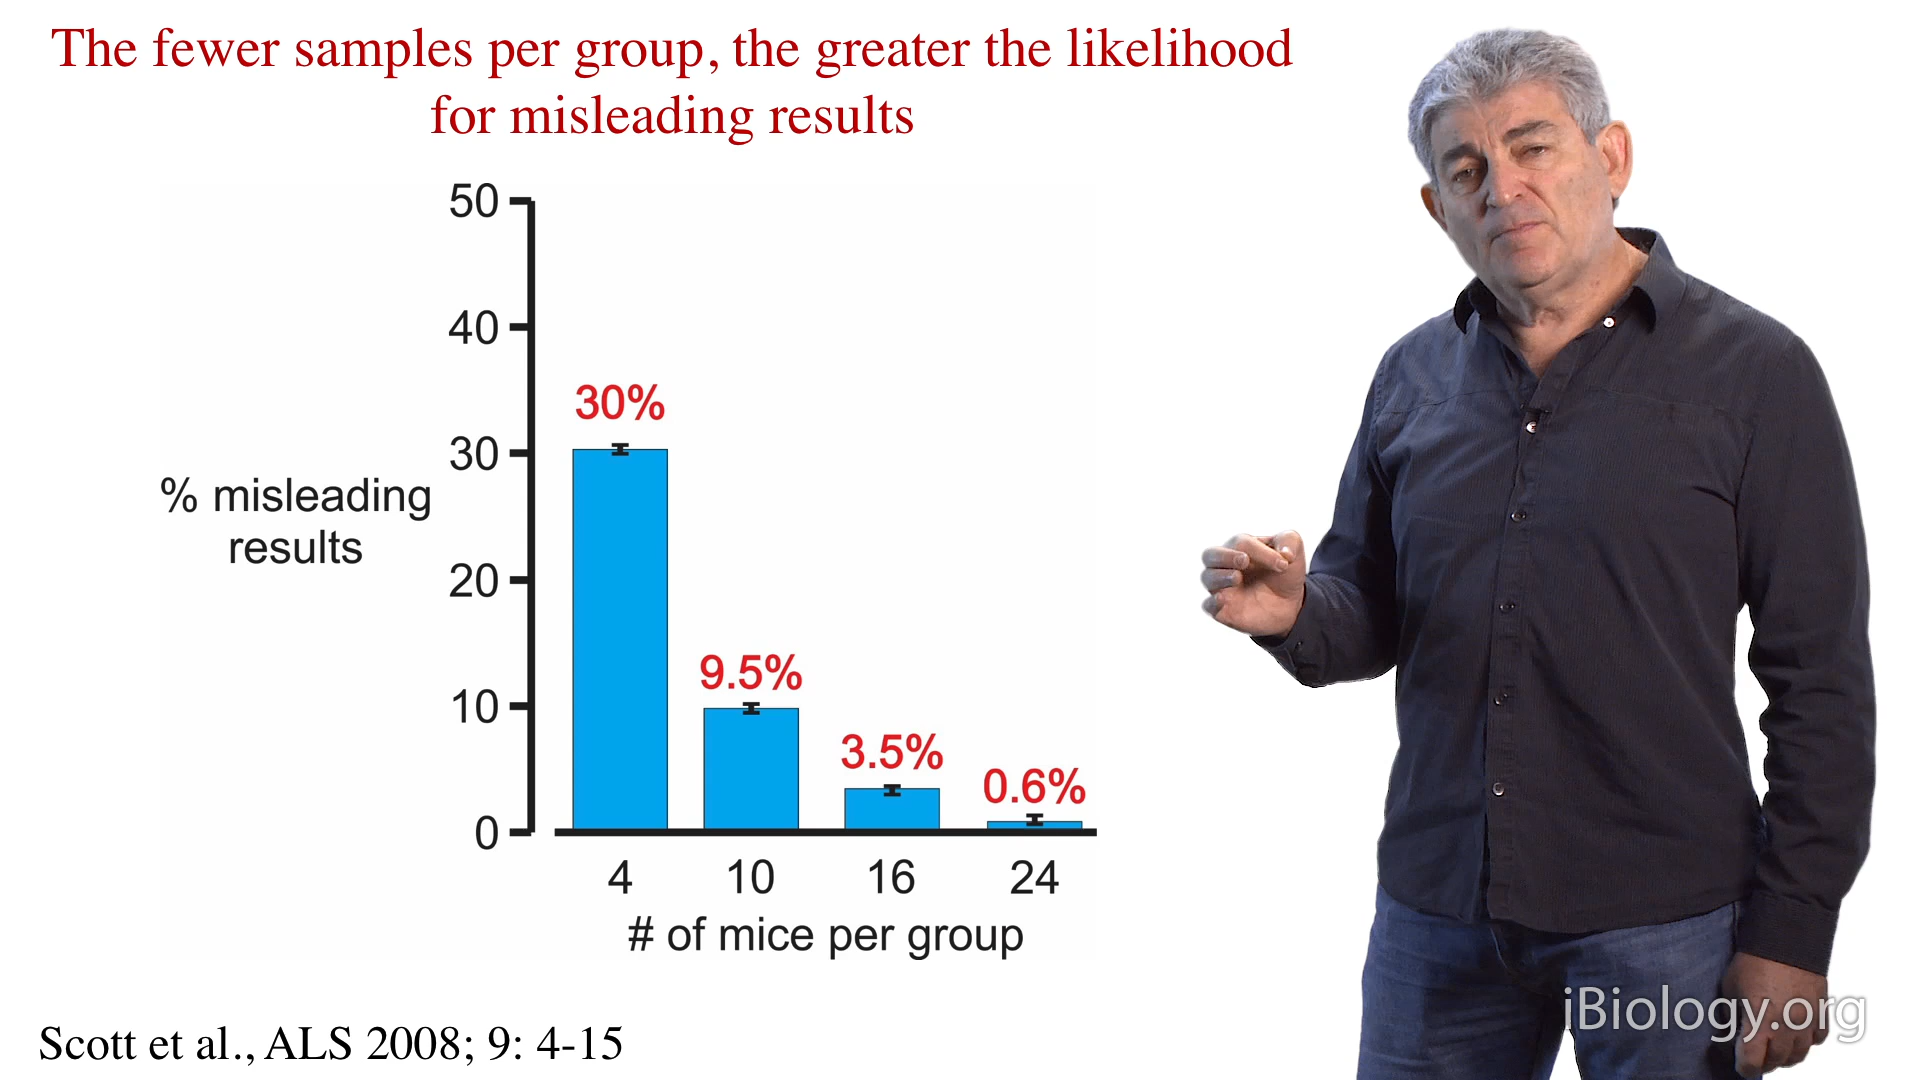 The fewer samples per group, the greater the likelihood
for misleading results
50
40
30
20
10
0
% misleading
results
30%
9.5%
3.5%
0.6%
4 10 16 24
# of mice per group
Scott et al., ALS 2008; 9: 4-15
iBiology.org